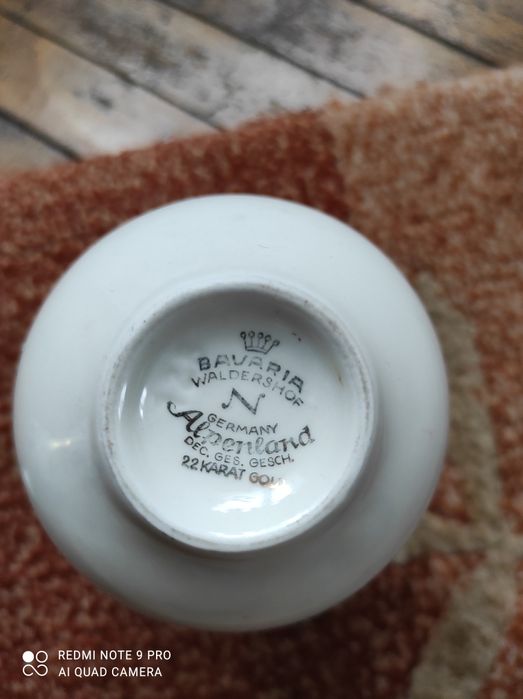 BAVARIA
WALDERSHOF
N
GERMANY
Alpenland
DEC. GES. GESCH.
22 KARAT GOLD
REDMI NOTE 9 PRO
AI QUAD CAMERA